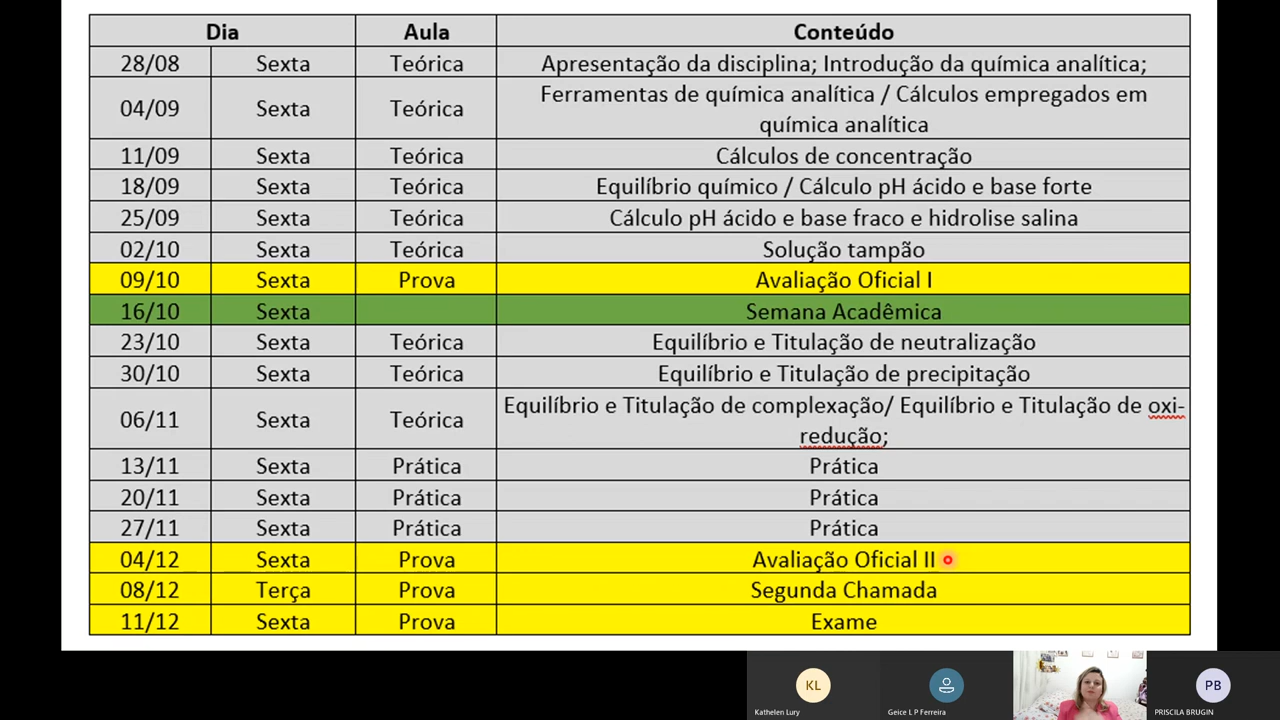 Dia Aula Conteúdo
28/08 Sexta Teórica Apresentação da disciplina; Introdução da química analítica;
04/09 Sexta Teórica Ferramentas de química analítica / Cálculos empregados em
química analítica
11/09 Sexta Teórica Cálculos de concentração
18/09 Sexta Teórica Equilíbrio químico / Cálculo pH ácido e base forte
25/09 Sexta Teórica Cálculo pH ácido e base fraco e hidrolise salina
02/10 Sexta Teórica Solução tampão
09/10 Sexta Prova Avaliação Oficial I
16/10 Sexta Semana Acadêmica
23/10 Sexta Teórica Equilíbrio e Titulação de neutralização
30/10 Sexta Teórica Equilíbrio e Titulação de precipitação
06/11 Sexta Teórica Equilíbrio e Titulação de complexação/ Equilíbrio e Titulação de oxi-
redução;
13/11 Sexta Prática Prática
20/11 Sexta Prática Prática
27/11 Sexta Prática Prática
04/12 Sexta Prova Avaliação Oficial II
08/12 Terça Prova Segunda Chamada
11/12 Sexta Prova Exame
KL PB
Kathelen Lury Geice L P Ferreira PRISCILA BRUGIN